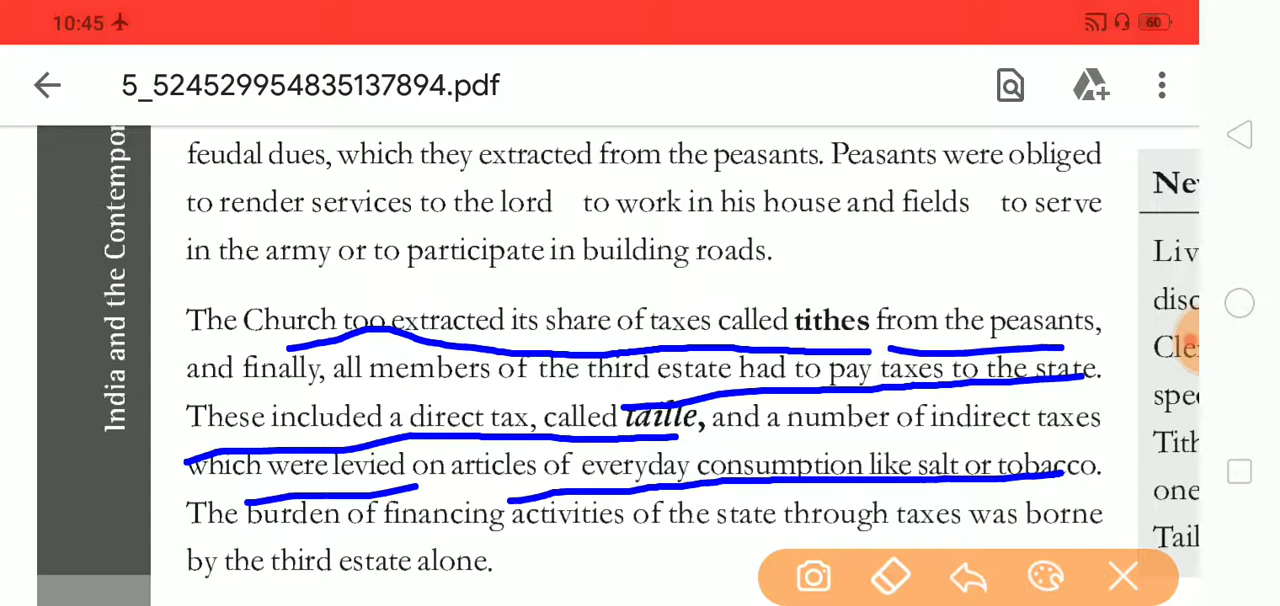 10:45
60
5_524529954835137894.pdf
India and the Contempor
feudal dues, which they extracted from the peasants. Peasants were obliged
to render services to the lord to work in his house and fields to serve
in the army or to participate in building roads.
The Church too extracted its share of taxes called tithes from the peasants,
and finally, all members of the third estate had to pay taxes to the state.
These included a direct tax, called taille, and a number of indirect taxes
which were levied on articles of everyday consumption like salt or tobacco.
The burden of financing activities of the state through taxes was borne
by the third estate alone.
Ne
Liv
disc
Cle
spe
Tith
one
Tail